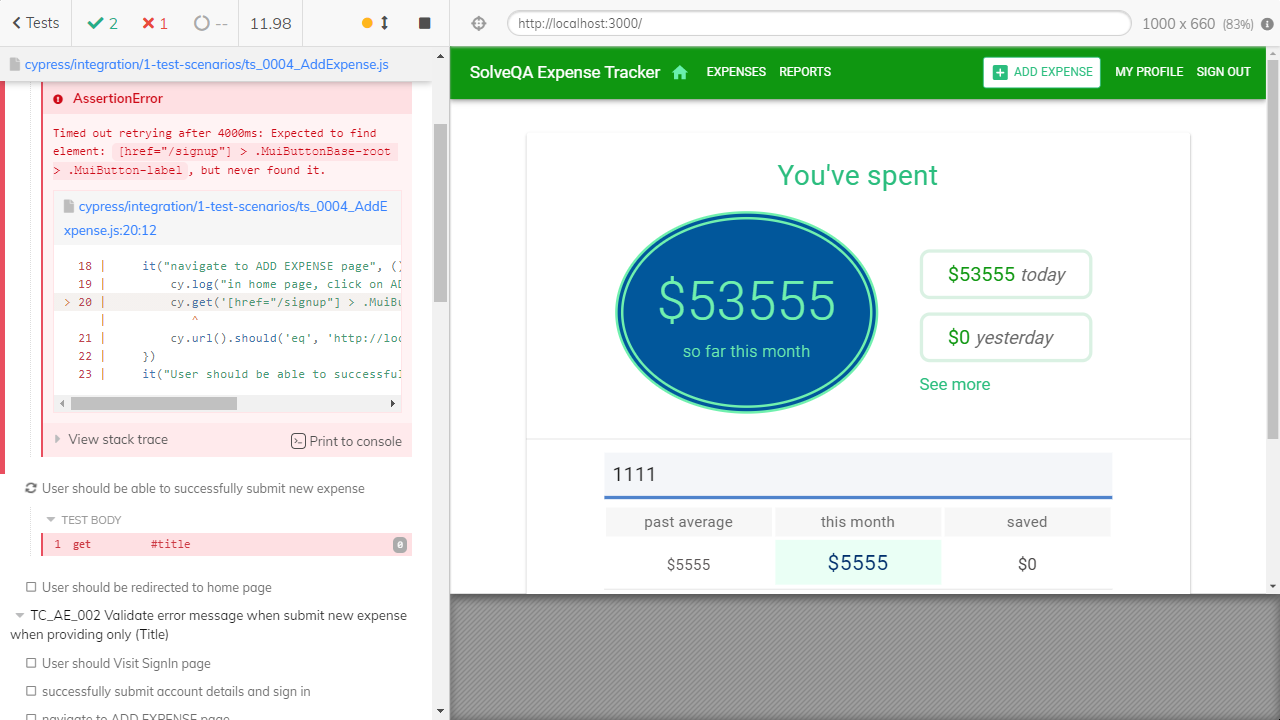 Tests
2
1
--
11.98
http://localhost:3000/
1000 x 660 (83%)
cypress/integration/1-test-scenarios/ts_0004_AddExpense.js
AssertionError
Timed out retrying after 4000ms: Expected to find
element: [href="/signup"] > .MuiButtonBase-root
> .MuiButton-label, but never found it.
cypress/integration/1-test-scenarios/ts_0004_AddE
xpense.js:20:12
18 | it("navigate to ADD EXPENSE page", ()
19 | cy.log("in home page, click on AD
> 20 | cy.get('[href="/signup"] > .MuiBu
| ^
21 | cy.url().should('eq', 'http://loc
22 | })
23 | it("User should be able to successful
View stack trace
Print to console
User should be able to successfully submit new expense
TEST BODY
1 get #title 0
User should be redirected to home page
TC_AE_002 Validate error message when submit new expense
when providing only (Title)
User should Visit SignIn page
successfully submit account details and sign in
navigate to ADD EXPENSE page
SolveQA Expense Tracker
EXPENSES
REPORTS
ADD EXPENSE
MY PROFILE
SIGN OUT
You've spent
$53555
so far this month
$53555 today
$0 yesterday
See more
1111
past average
this month
saved
$5555
$5555
$0